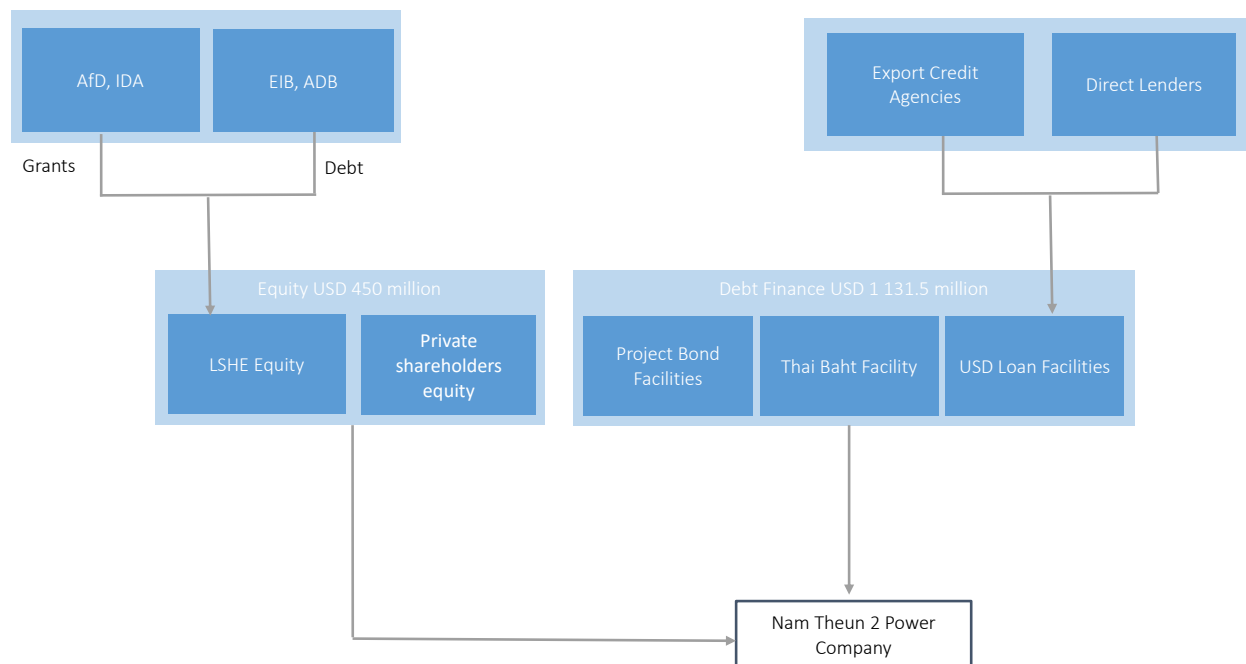 AfD, IDA
EIB, ADB
Export Credit
Agencies
Direct Lenders
Grants
Debt
Equity USD 450 million
Debt Finance USD 1 131.5 million
LSHE Equity
Private
shareholders
equity
Project Bond
Facilities
Thai Baht Facility
USD Loan Facilities
Nam Theun 2 Power
Company